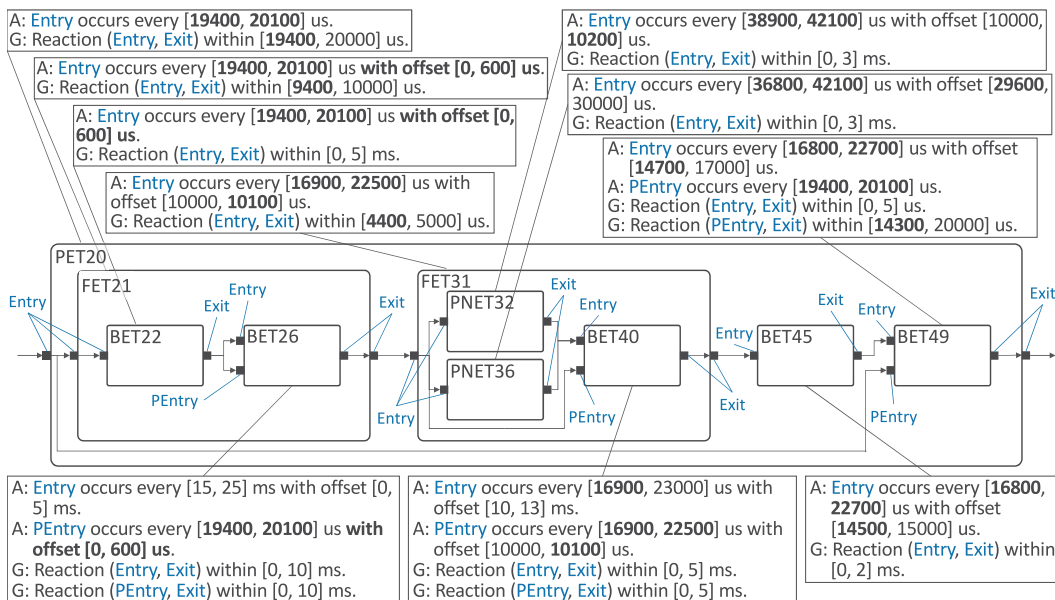 A: Entry occurs every [19400, 20100] us.
G: Reaction (Entry, Exit) within [19400, 20000] us.
A: Entry occurs every [19400, 20100] us with offset [0, 600] us.
G: Reaction (Entry, Exit) within [9400, 10000] us.
A: Entry occurs every [19400, 20100] us with offset [0,
600] us.
G: Reaction (Entry, Exit) within [0, 5] ms.
A: Entry occurs every [16900, 22500] us with
offset [10000, 10100] us.
G: Reaction (Entry, Exit) within [4400, 5000] us.
A: Entry occurs every [38900, 42100] us with offset [10000,
10200] us.
G: Reaction (Entry, Exit) within [0, 3] ms.
A: Entry occurs every [36800, 42100] us with offset [29600,
30000] us.
G: Reaction (Entry, Exit) within [0, 3] ms.
A: Entry occurs every [16800, 22700] us with offset
[14700, 17000] us.
A: PEntry occurs every [19400, 20100] us.
G: Reaction (Entry, Exit) within [0, 5] ms.
G: Reaction (PEntry, Exit) within [14300, 20000] us.
PET20
FET21
FET31
Entry
BET22
Exit
Entry
BET26
PEntry
Exit
Entry
PNET32
PNET36
Exit
Entry
BET40
PEntry
Exit
Entry
BET45
Exit
Entry
BET49
PEntry
Exit
A: Entry occurs every [15, 25] ms with offset [0,
5] ms.
A: PEntry occurs every [19400, 20100] us with
offset [0, 600] us.
G: Reaction (Entry, Exit) within [0, 10] ms.
G: Reaction (PEntry, Exit) within [0, 10] ms.
A: Entry occurs every [16900, 23000] us with
offset [10, 13] ms.
A: PEntry occurs every [16900, 22500] us with
offset [10000, 10100] us.
G: Reaction (Entry, Exit) within [0, 5] ms.
G: Reaction (PEntry, Exit) within [0, 5] ms.
A: Entry occurs every [16800,
22700] us with offset
[14500, 15000] us.
G: Reaction (Entry, Exit) within
[0, 2] ms.